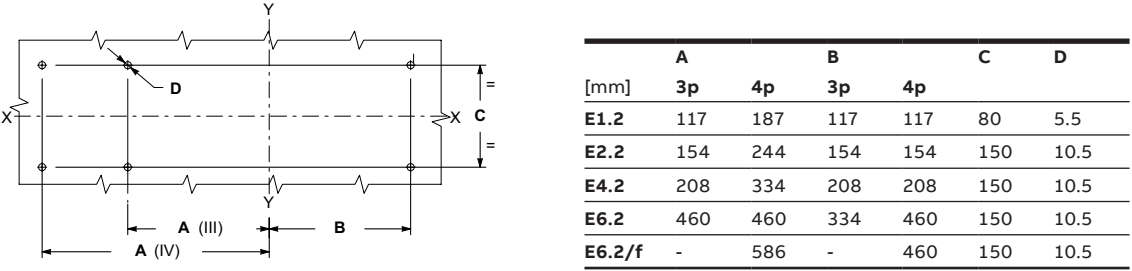 Y
D
X
X
C
=
=
Y
A (III)
B
A (IV)
A B C D
[mm] 3p 4p 3p 4p
E1.2 117 187 117 117 80 5.5
E2.2 154 244 154 154 150 10.5
E4.2 208 334 208 208 150 10.5
E6.2 460 460 334 460 150 10.5
E6.2/f - 586 - 460 150 10.5